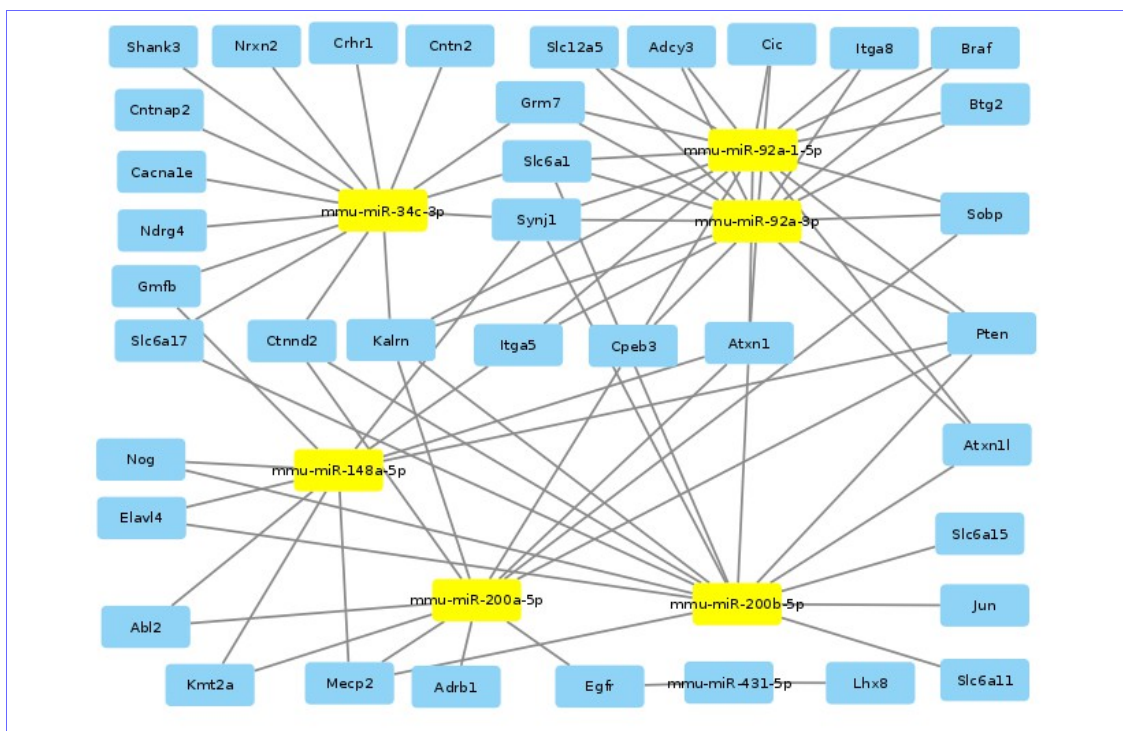 Shank3
Nrxn2
Crhr1
Cntn2
Slc12a5
Adcy3
Cic
Itga8
Braf
Cntnap2
Grm7
Btg2
mmu-miR-92a-1-5p
Cacna1e
Slc6a1
mmu-miR-34c-3p
mmu-miR-92a-3p
Ndrg4
Synj1
Sobp
Gmfb
Slc6a17
Ctnnd2
Kalrn
Itga5
Cpeb3
Atxn1
Pten
Nog
mmu-miR-148a-5p
Atxn1l
Elavl4
Slc6a15
mmu-miR-200a-5p
mmu-miR-200b-5p
Jun
Abl2
Kmt2a
Mecp2
Adrb1
Egfr
mmu-miR-431-5p
Lhx8
Slc6a11